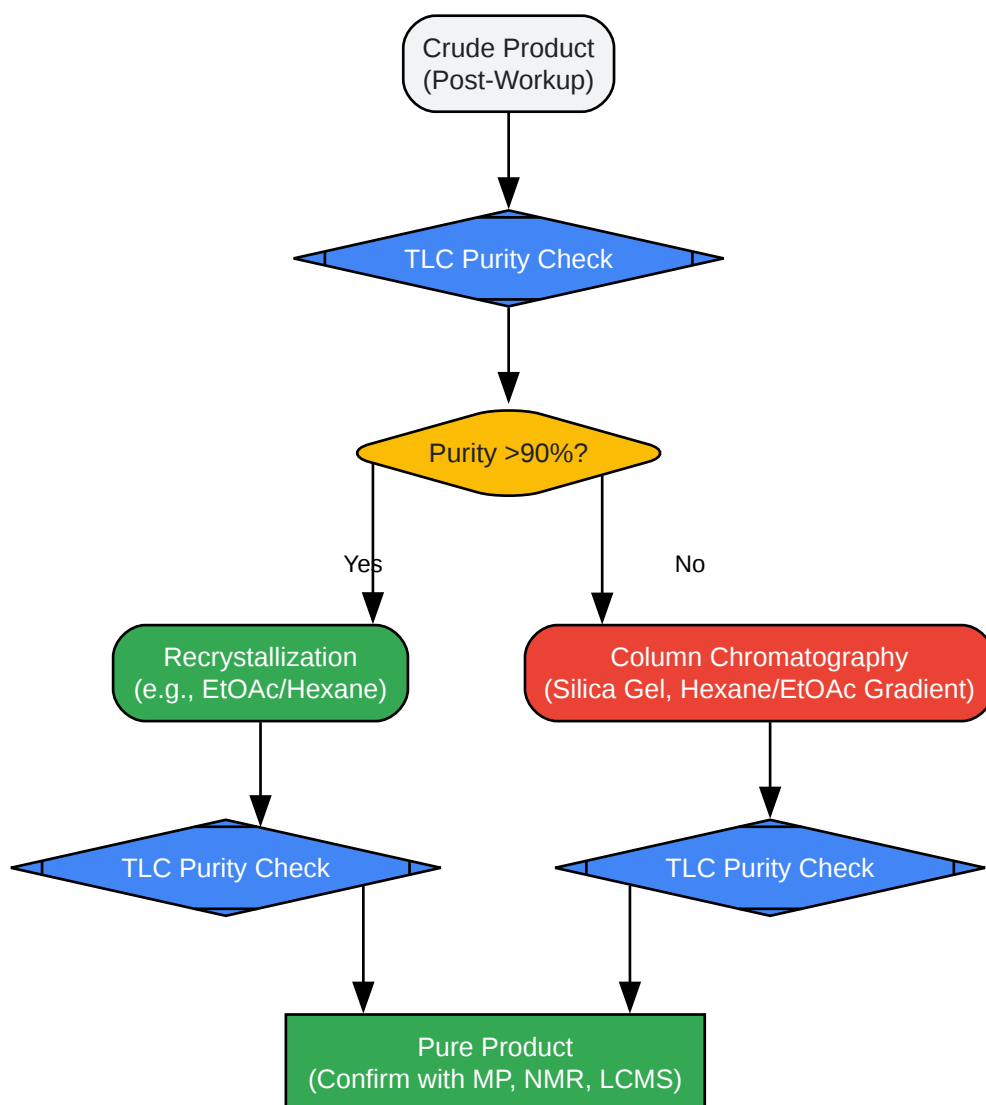 Crude Product
(Post-Workup)
TLC Purity Check
Purity >90%?
Yes
No
Recrystallization
(e.g., EtOAc/Hexane)
Column Chromatography
(Silica Gel, Hexane/EtOAc Gradient)
TLC Purity Check
TLC Purity Check
Pure Product
(Confirm with MP, NMR, LCMS)